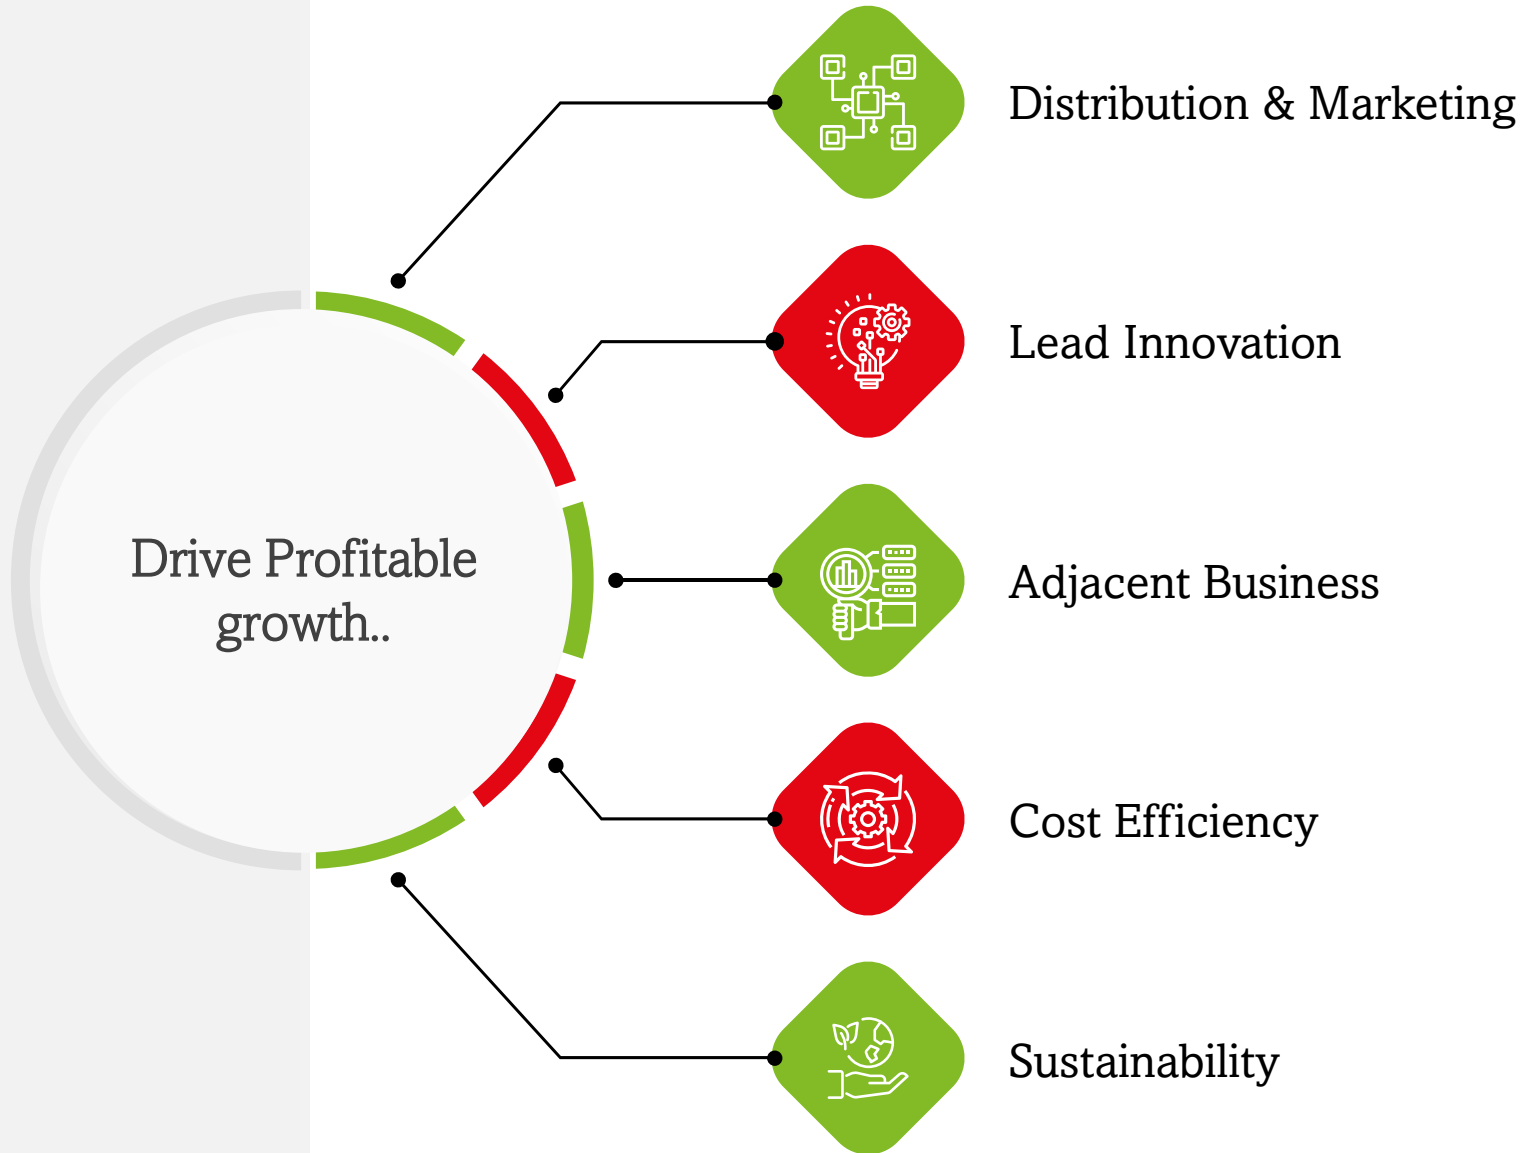 Distribution & Marketing
Lead Innovation
Drive Profitable
growth..
Adjacent Business
Cost Efficiency
Sustainability